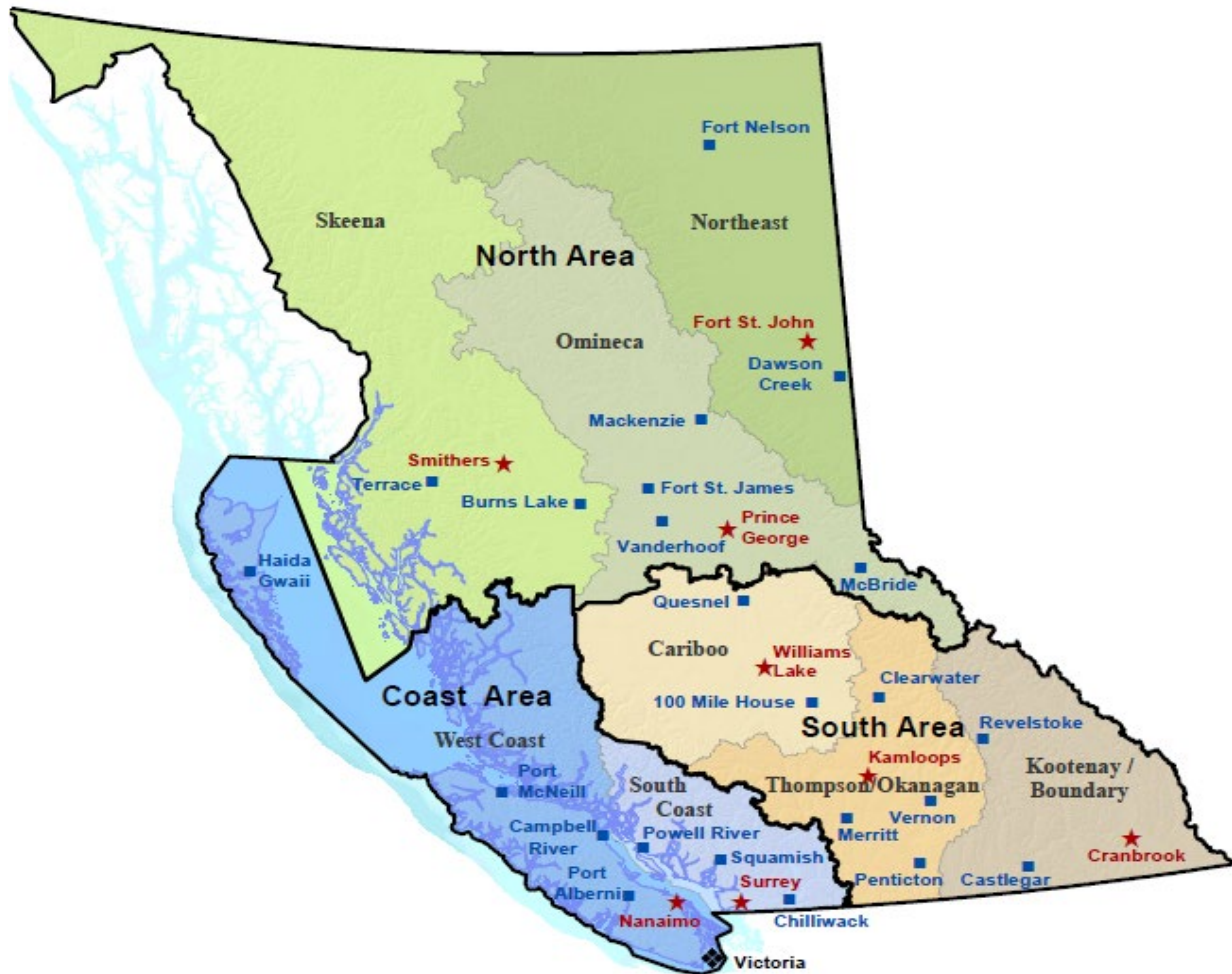 Fort Nelson
Skeena
Northeast
North Area
Fort St. John
Omineca
Dawson
Creek
Mackenzie
Smithers
Terrace
Burns Lake
Fort St. James
Prince
George
Vanderhoof
Haida
Gwaii
McBride
Quesnel
Cariboo
Williams
Lake
Clearwater
100 Mile House
Coast Area
South Area
Revelstoke
West Coast
Kamloops
Port
McNeill
South
Coast
Thompson/Okanagan
Kootenay /
Boundary
Vernon
Campbell
River
Powell River
Merritt
Squamish
Cranbrook
Port
Alberni
Surrey
Penticton
Castlegar
Nanaimo
Chilliwack
Victoria